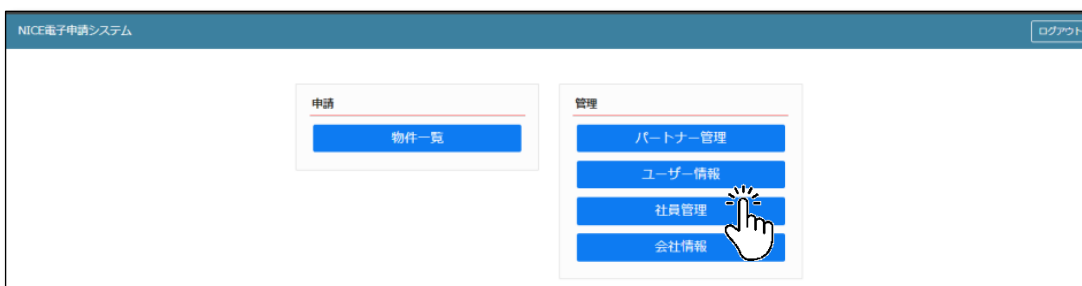 NICE電子申請システム
ログアウト
申請
物件一覧
管理
パートナー管理
ユーザー情報
社員管理
会社情報